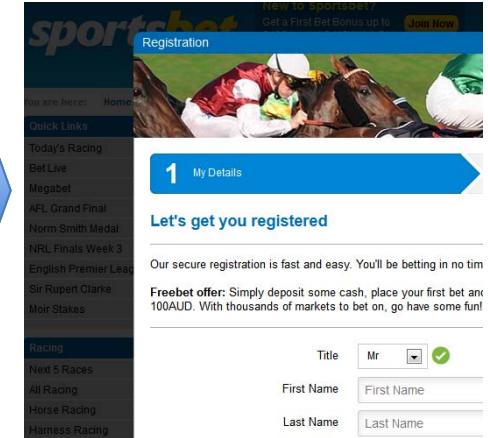 sportsbet
New to Sportsbet?
Get a First Bet Bonus up to
Join Now
Registration
You are here: Home
Quick Links
Today's Racing
Bet Live
Megabet
AFL Grand Final
Norm Smith Medal
NRL Finals Week 3
English Premier Leag
Sir Rupert Clarke
Moir Stakes
Racing
Next 5 Races
All Racing
Horse Racing
Harness Racing
1 My Details
Let's get you registered
Our secure registration is fast and easy. You'll be betting in no tim
Freebet offer: Simply deposit some cash, place your first bet and
100AUD. With thousands of markets to bet on, go have some fun!
Title Mr
First Name First Name
Last Name Last Name